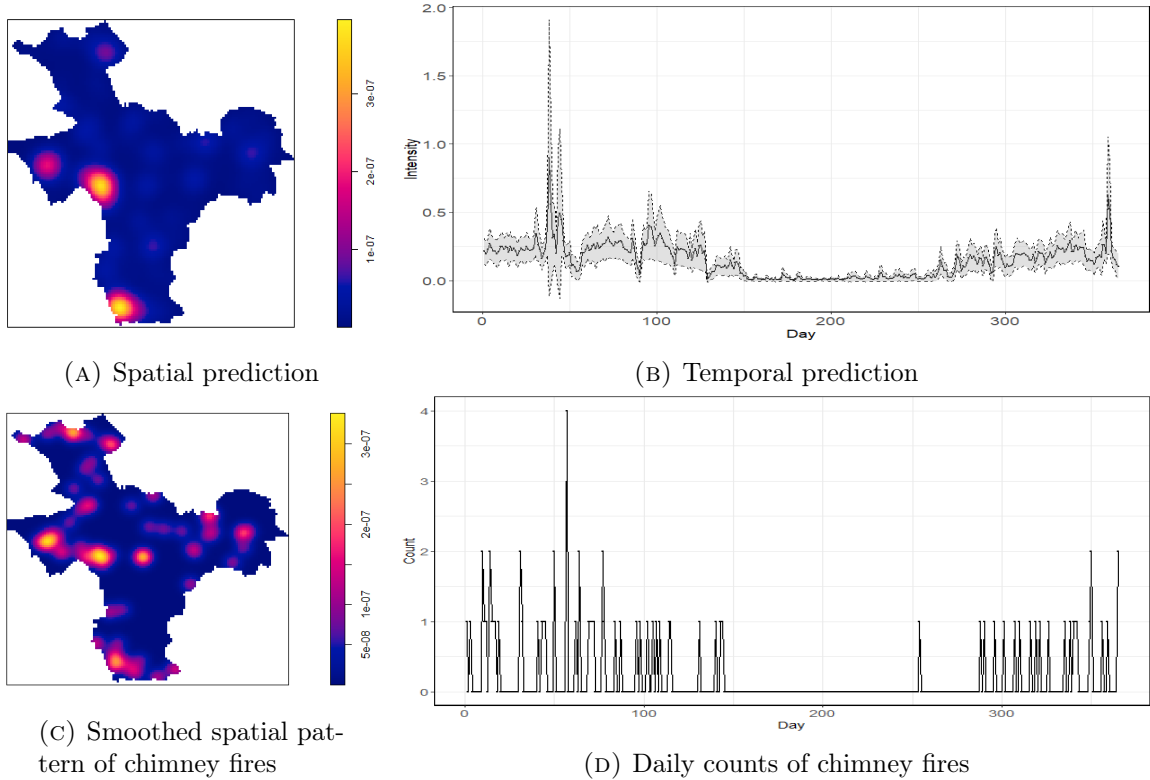 3e-07
2e-07
1e-07
2.0
1.5
1.0
0.5
0.0
Intensity
0 100 200 300
Day
(A) Spatial prediction
(B) Temporal prediction
3e-07
2e-07
1e-07
5e-08
4
3
2
1
0
Count
0 100 200 300
Day
(C) Smoothed spatial pat-
tern of chimney fires
(D) Daily counts of chimney fires